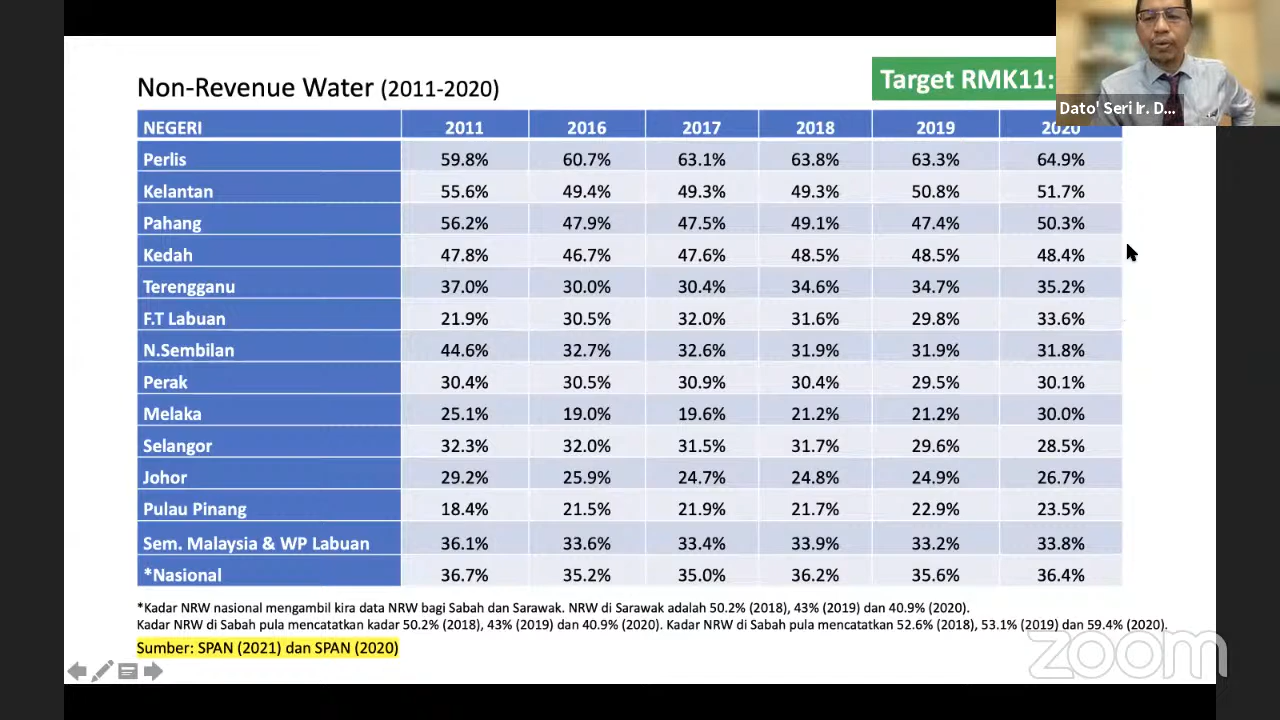 Non-Revenue Water (2011-2020)
Target RMK11:
Dato' Seri Ir. D...
NEGERI 2011 2016 2017 2018 2019 2020
Perlis 59.8% 60.7% 63.1% 63.8% 63.3% 64.9%
Kelantan 55.6% 49.4% 49.3% 49.3% 50.8% 51.7%
Pahang 56.2% 47.9% 47.5% 49.1% 47.4% 50.3%
Kedah 47.8% 46.7% 47.6% 48.5% 48.5% 48.4%
Terengganu 37.0% 30.0% 30.4% 34.6% 34.7% 35.2%
F.T Labuan 21.9% 30.5% 32.0% 31.6% 29.8% 33.6%
N.Sembilan 44.6% 32.7% 32.6% 31.9% 31.9% 31.8%
Perak 30.4% 30.5% 30.9% 30.4% 29.5% 30.1%
Melaka 25.1% 19.0% 19.6% 21.2% 21.2% 30.0%
Selangor 32.3% 32.0% 31.5% 31.7% 29.6% 28.5%
Johor 29.2% 25.9% 24.7% 24.8% 24.9% 26.7%
Pulau Pinang 18.4% 21.5% 21.9% 21.7% 22.9% 23.5%
Sem. Malaysia & WP Labuan 36.1% 33.6% 33.4% 33.9% 33.2% 33.8%
*Nasional 36.7% 35.2% 35.0% 36.2% 35.6% 36.4%
*Kadar NRW nasional mengambil kira data NRW bagi Sabah dan Sarawak. NRW di Sarawak adalah 50.2% (2018), 43% (2019) dan 40.9% (2020).
Kadar NRW di Sabah pula mencatatkan kadar 50.2% (2018), 43% (2019) dan 40.9% (2020). Kadar NRW di Sabah pula mencatatkan 52.6% (2018), 53.1% (2019) dan 59.4% (2020).
Sumber: SPAN (2021) dan SPAN (2020)
zoom